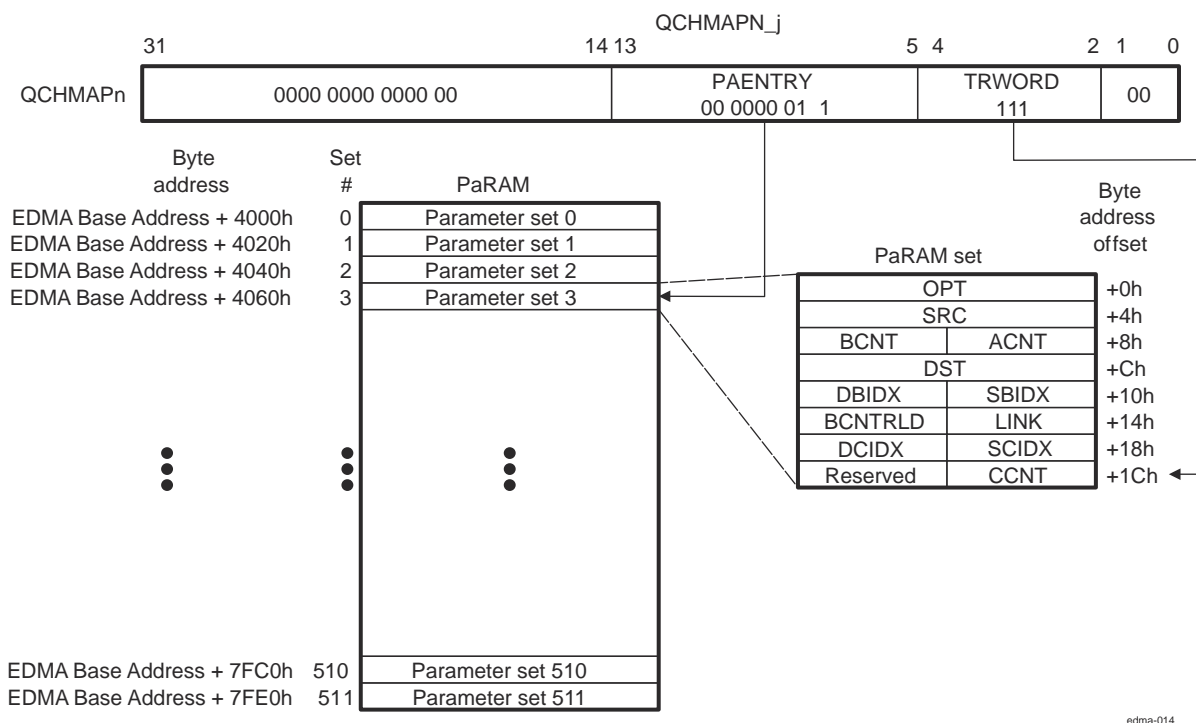 QCHMAPN_j
31 14 13 5 4 2 1 0
QCHMAPn 0000 0000 0000 00 PAENTRY 00 0000 01 1 TRWORD 111 00
Byte address Set # PaRAM
EDMA Base Address + 4000h 0 Parameter set 0
EDMA Base Address + 4020h 1 Parameter set 1
EDMA Base Address + 4040h 2 Parameter set 2
EDMA Base Address + 4060h 3 Parameter set 3
Byte address offset
PaRAM set
OPT +0h
SRC +4h
BCNT ACNT +8h
DST +Ch
DBIDX SBIDX +10h
BCNTRLD LINK +14h
DCIDX SCIDX +18h
Reserved CCNT +1Ch
EDMA Base Address + 7FC0h 510 Parameter set 510
EDMA Base Address + 7FE0h 511 Parameter set 511
edma-014